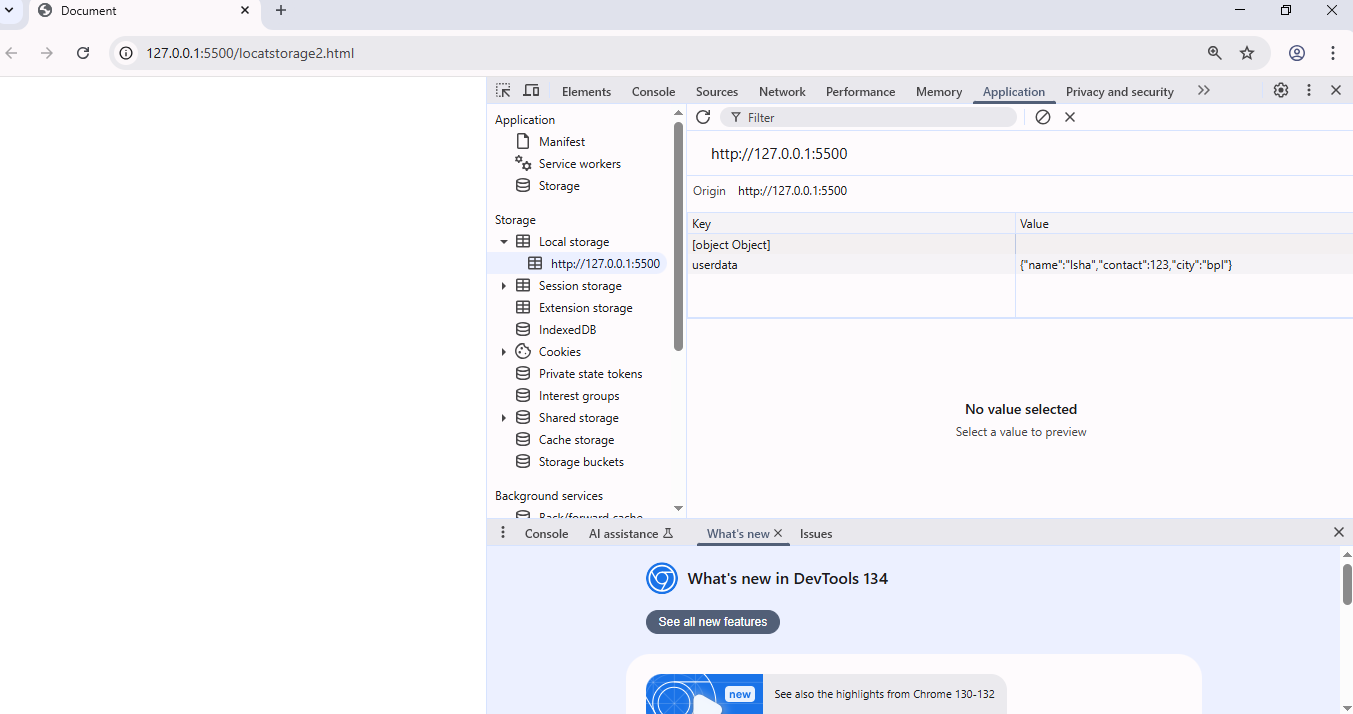 Document
127.0.0.1:5500/locatstorage2.html
Elements Console Sources Network Performance Memory Application Privacy and security
Application
Manifest
Service workers
Storage
Storage
Local storage
http://127.0.0.1:5500
Session storage
Extension storage
IndexedDB
Cookies
Private state tokens
Interest groups
Shared storage
Cache storage
Storage buckets
Background services
Back/forward cache
Filter
http://127.0.0.1:5500
Origin http://127.0.0.1:5500
Key Value
[object Object]
userdata {"name":"Isha","contact":123,"city":"bpl"}
No value selected
Select a value to preview
Console AI assistance What's new Issues
What's new in DevTools 134
See all new features
new See also the highlights from Chrome 130-132